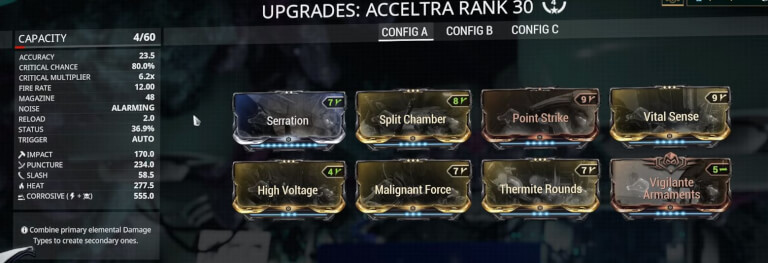 UPGRADES: ACCELTRA RANK 30
CONFIG A CONFIG B CONFIG C
CAPACITY 4/60
ACCURACY 23.5
CRITICAL CHANCE 80.0%
CRITICAL MULTIPLIER 6.2x
FIRE RATE 12.00
MAGAZINE 48
NOISE ALARMING
RELOAD 2.0
STATUS 36.9%
TRIGGER AUTO
IMPACT 170.0
PUNCTURE 234.0
SLASH 58.5
HEAT 277.5
CORROSIVE ( + ) 555.0
Combine primary elemental Damage
Types to create secondary ones.
7
Serration
8
Split Chamber
9
Point Strike
9
Vital Sense
4
High Voltage
7
Malignant Force
7
Thermite Rounds
5
Vigilante
Armaments